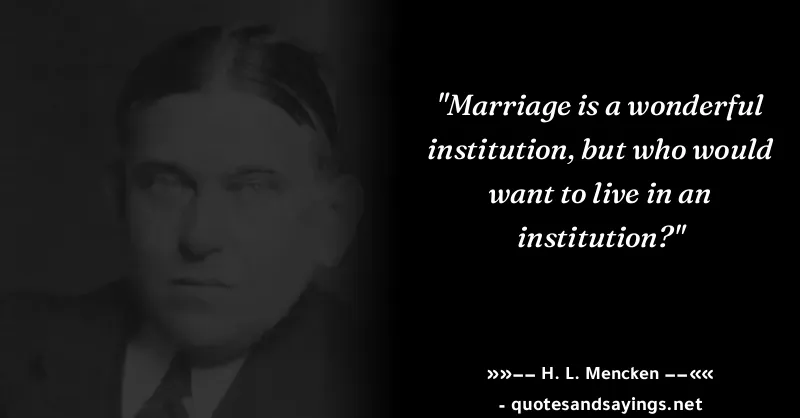 "Marriage is a wonderful
institution, but who would
want to live in an
institution?"
»»−− H. L. Mencken −−««
- quotesandsayings.net